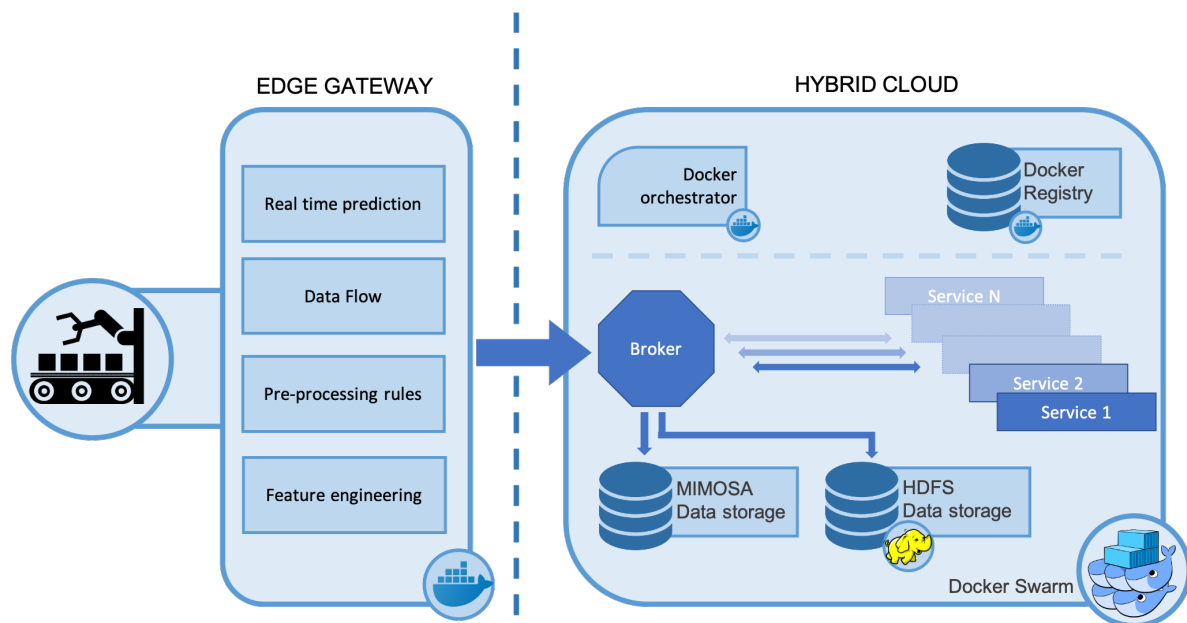 EDGE GATEWAY
Real time prediction
Data Flow
Pre-processing rules
Feature engineering
HYBRID CLOUD
Docker
orchestrator
Docker
Registry
Broker
Service N
Service 2
Service 1
MIMOSA
Data storage
HDFS
Data storage
Docker Swarm